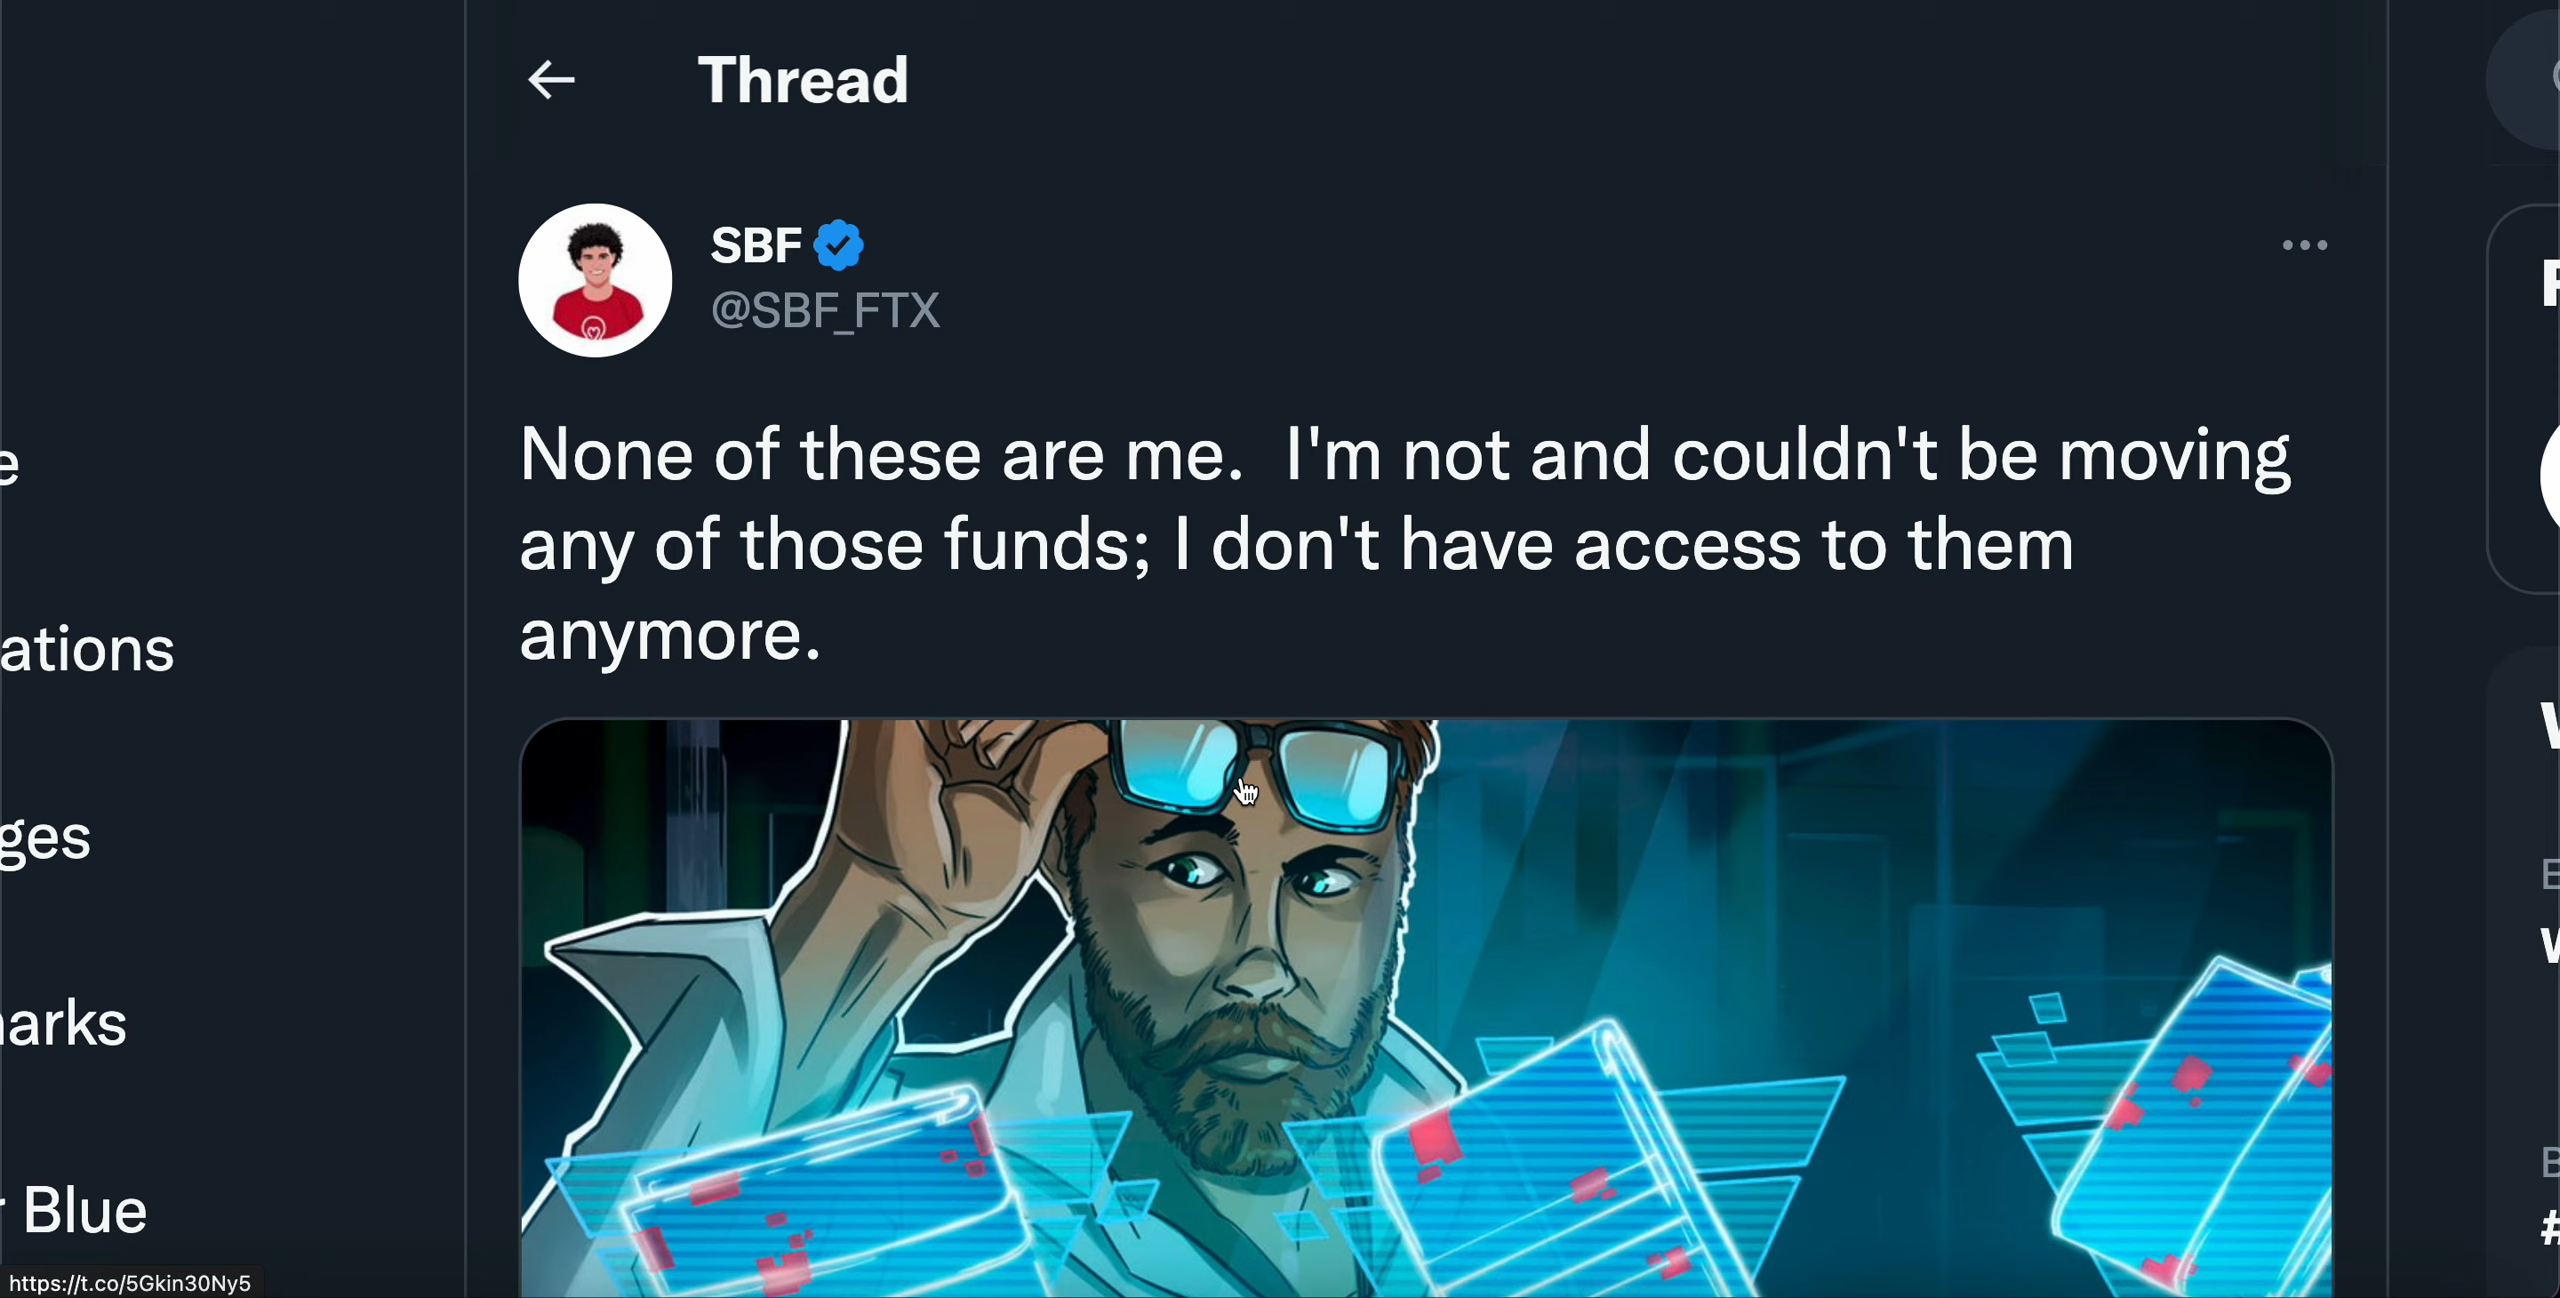 Thread
SBF
@SBF_FTX
None of these are me.  I'm not and couldn't be moving
any of those funds; I don't have access to them
anymore.
e
ations
ges
arks
r Blue
https://t.co/5Gkin30Ny5
#